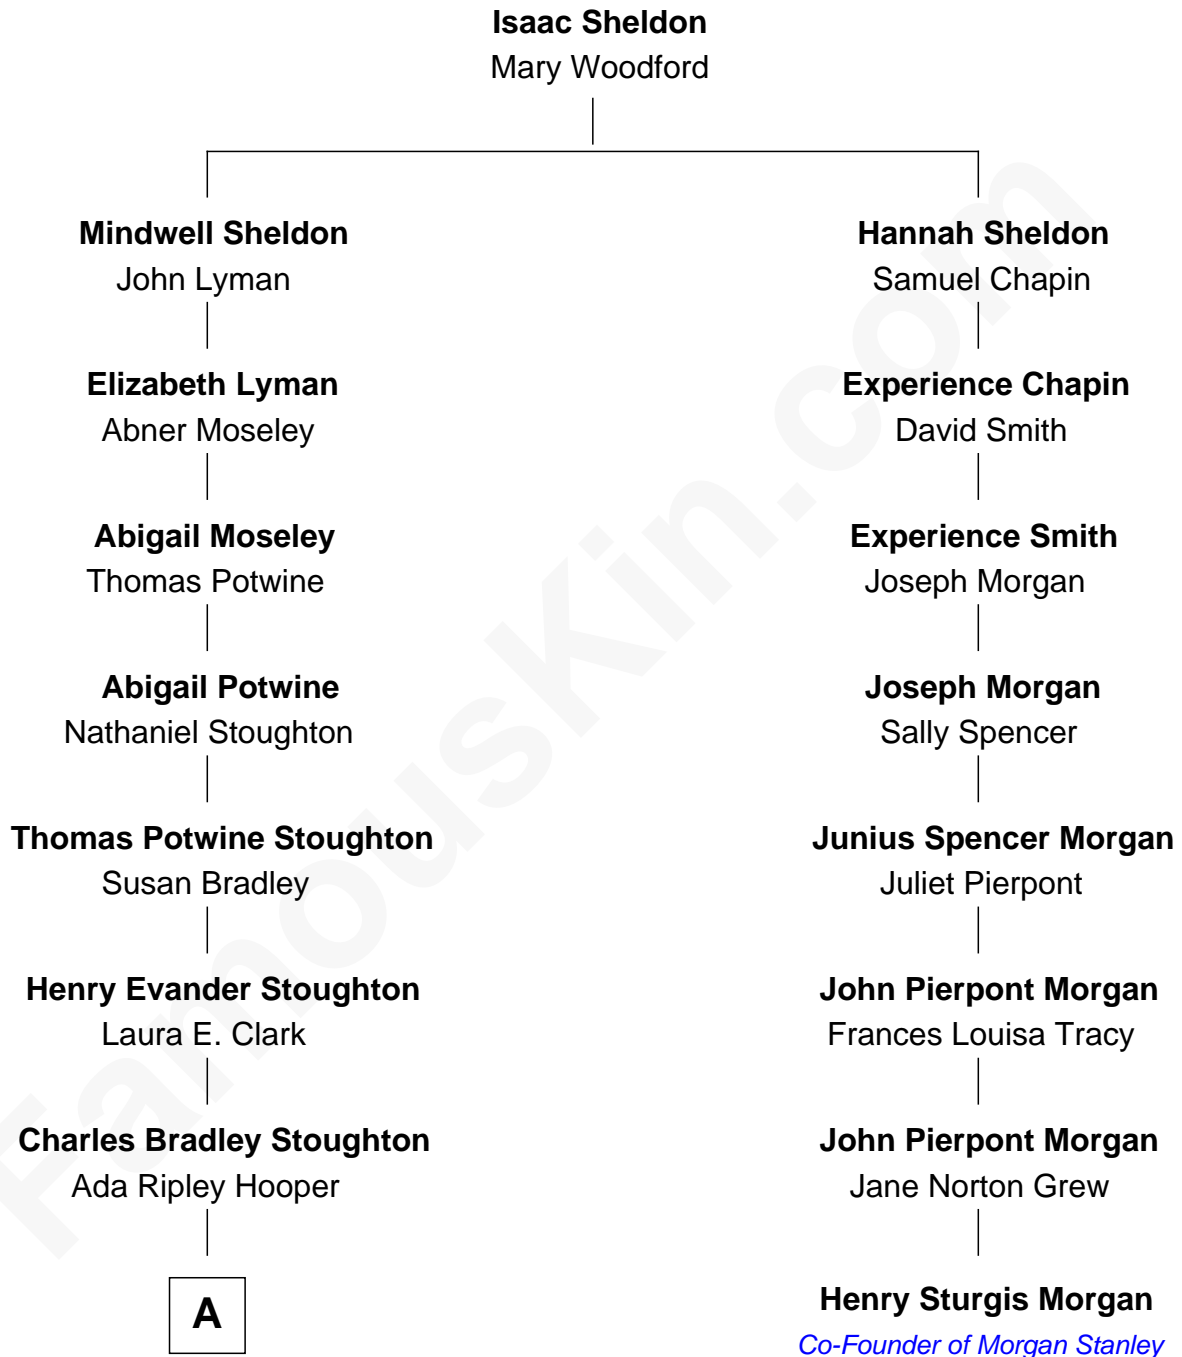 Isaac Sheldon
Mary Woodford
Mindwell Sheldon
John Lyman
Hannah Sheldon
Samuel Chapin
Elizabeth Lyman
Abner Moseley
Experience Chapin
David Smith
Abigail Moseley
Thomas Potwine
Experience Smith
Joseph Morgan
Abigail Potwine
Nathaniel Stoughton
Joseph Morgan
Sally Spencer
Thomas Potwine Stoughton
Susan Bradley
Junius Spencer Morgan
Juliet Pierpont
Henry Evander Stoughton
Laura E. Clark
John Pierpont Morgan
Frances Louisa Tracy
Charles Bradley Stoughton
Ada Ripley Hooper
John Pierpont Morgan
Jane Norton Grew
A
Henry Sturgis Morgan
Co-Founder of Morgan Stanley
FamousKin.com